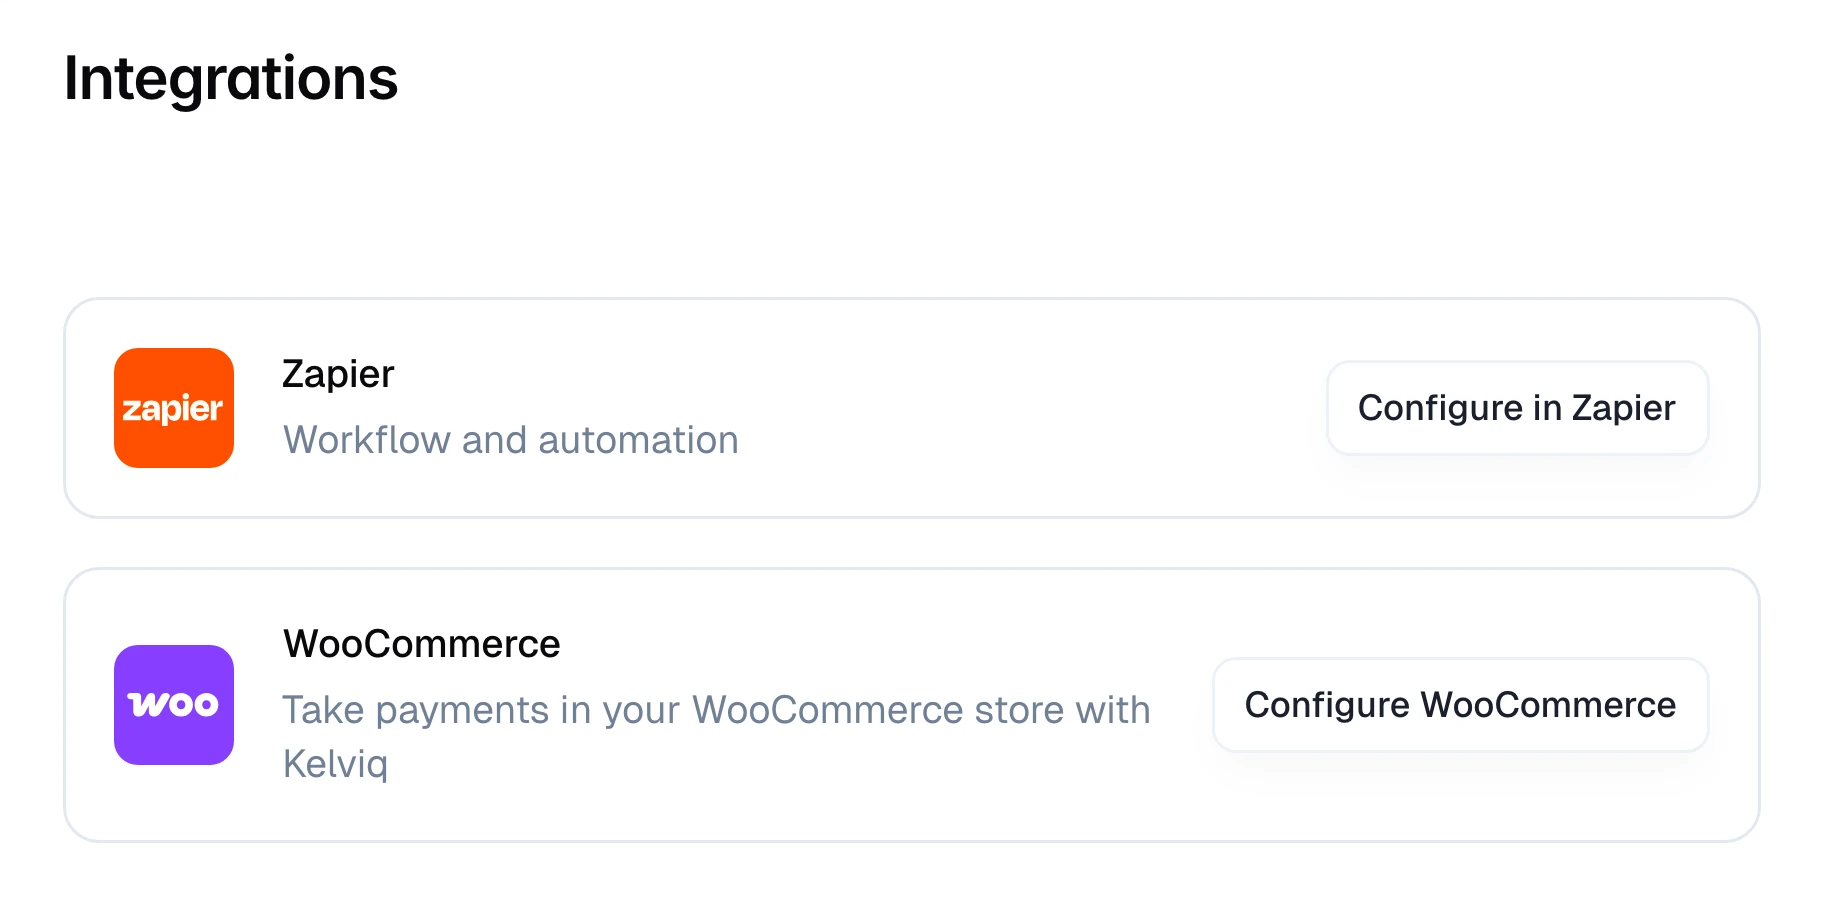 Integrations
zapier
Zapier
Workflow and automation
Configure in Zapier
woo
WooCommerce
Take payments in your WooCommerce store with
Kelviq
Configure WooCommerce